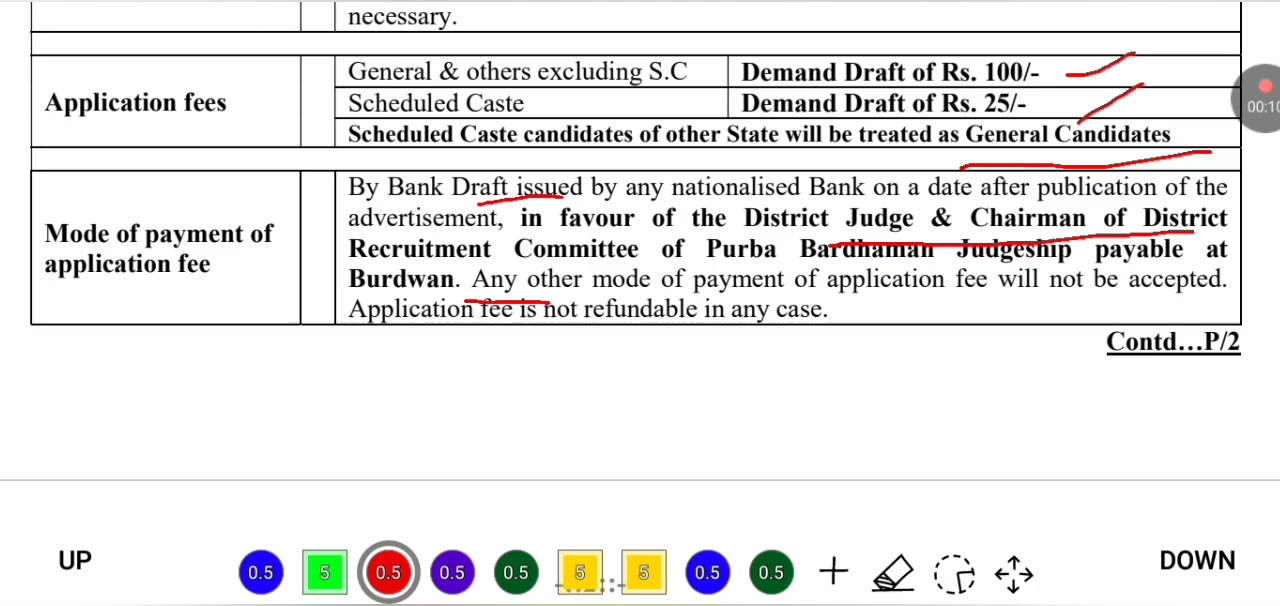 necessary.
Application fees
General & others excluding S.C
Demand Draft of Rs. 100/-
Scheduled Caste
Demand Draft of Rs. 25/-
Scheduled Caste candidates of other State will be treated as General Candidates
Mode of payment of
application fee
By Bank Draft issued by any nationalised Bank on a date after publication of the
advertisement, in favour of the District Judge & Chairman of District
Recruitment Committee of Purba Bardhaman Judgeship payable at
Burdwan. Any other mode of payment of application fee will not be accepted.
Application fee is not refundable in any case.
Contd...P/2
UP
0.5
5
0.5
0.5
0.5
5
5
0.5
0.5
DOWN